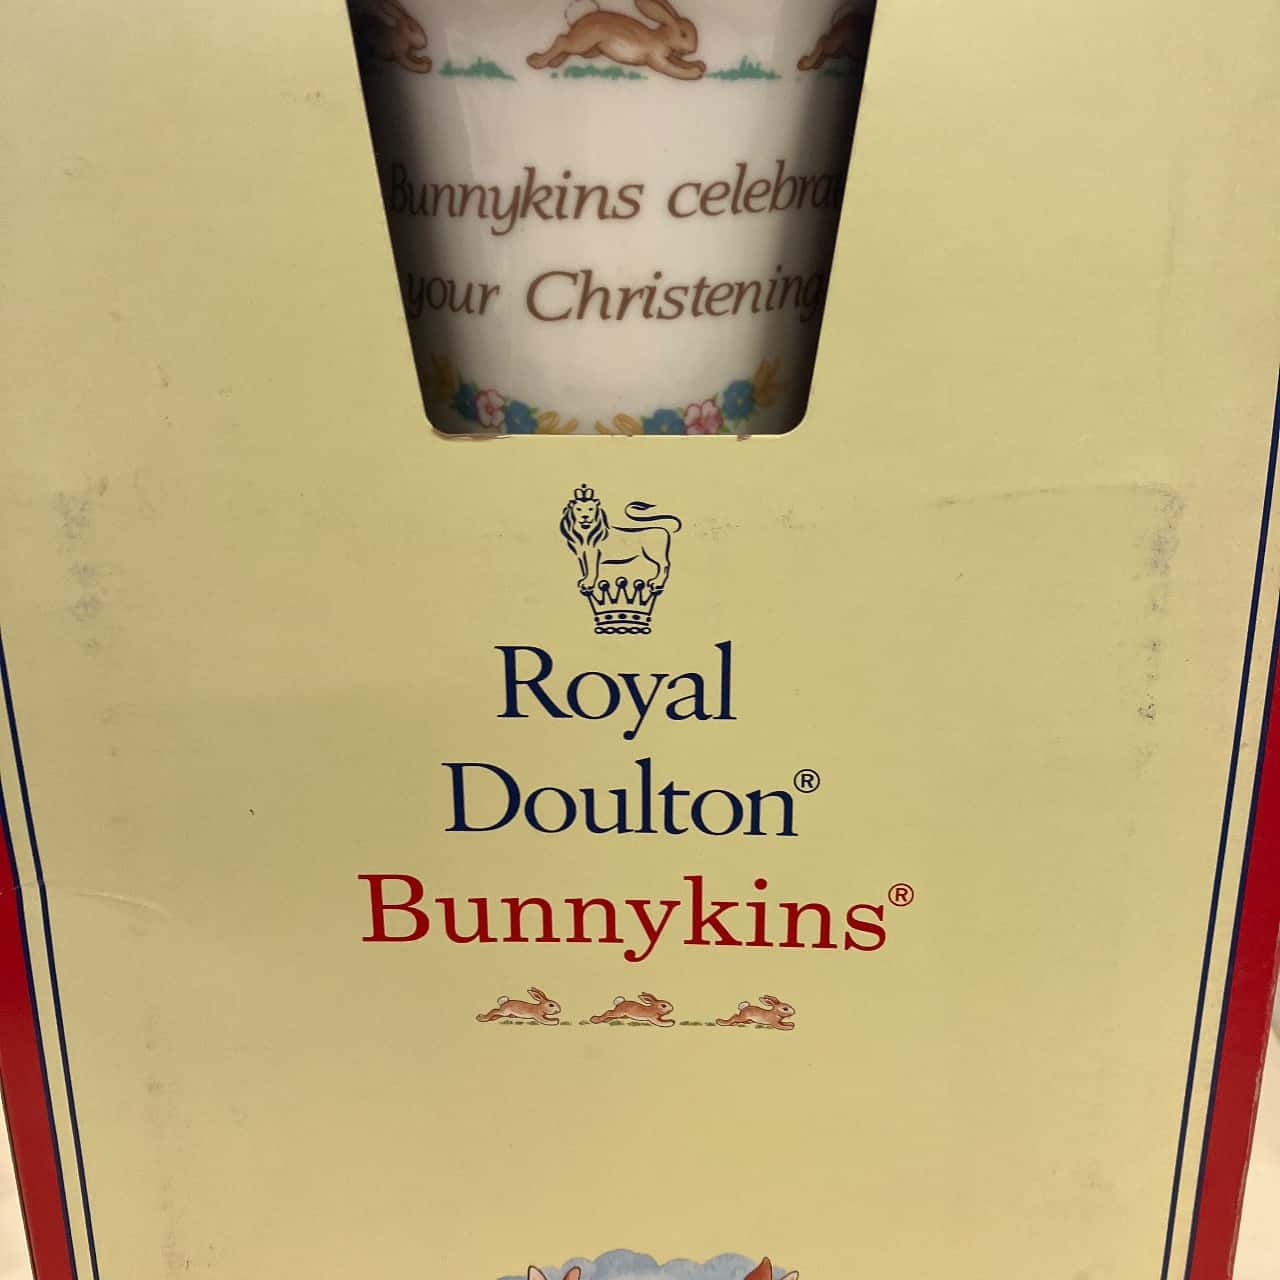 Bunnykins celebra
your Christening
Royal
Doulton®
Bunnykins®